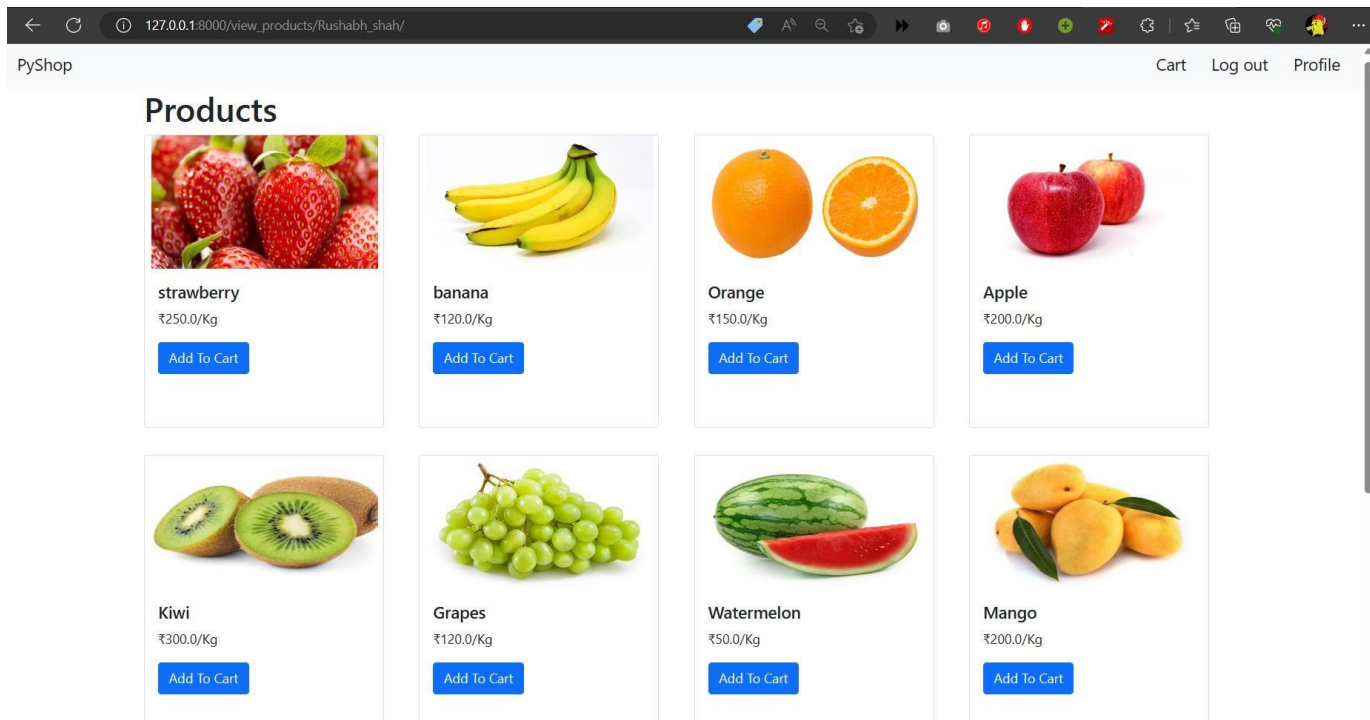 127.0.0.1:8000/view_products/Rushabh_shah/
PyShop Cart Log out Profile
Products
strawberry banana Orange Apple
₹250.0/Kg ₹120.0/Kg ₹150.0/Kg ₹200.0/Kg
Add To Cart Add To Cart Add To Cart Add To Cart
Kiwi Grapes Watermelon Mango
₹300.0/Kg ₹120.0/Kg ₹50.0/Kg ₹200.0/Kg
Add To Cart Add To Cart Add To Cart Add To Cart